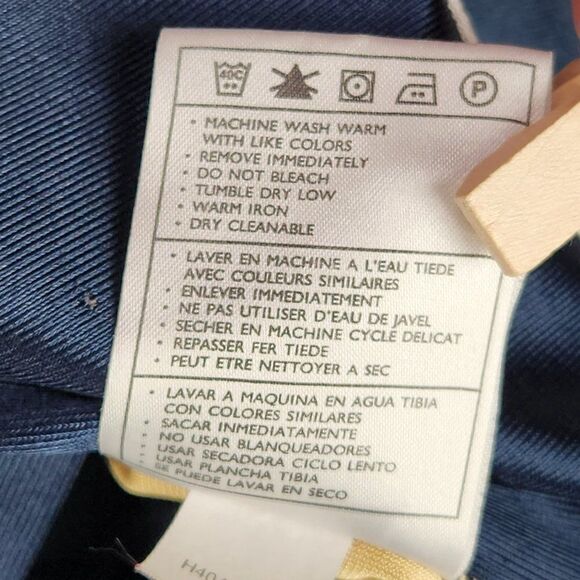 40C
P
• MACHINE WASH WARM
WITH LIKE COLORS
• REMOVE IMMEDIATELY
• DO NOT BLEACH
• TUMBLE DRY LOW
• WARM IRON
• DRY CLEANABLE
• LAVER EN MACHINE A L'EAU TIEDE
AVEC COULEURS SIMILAIRES
• ENLEVER IMMEDIATEMENT
• NE PAS UTILISER D'EAU DE JAVEL
• SECHER EN MACHINE CYCLE DELICAT
• REPASSER FER TIEDE
• PEUT ETRE NETTOYER A SEC
• LAVAR A MAQUINA EN AGUA TIBIA
CON COLORES SIMILARES
• SACAR INMEDIATAMENTE
NO USAR BLANQUEADORES
USAR SECADORA CICLO LENTO
USAR PLANCHA TIBIA
SE PUEDE LAVAR EN SECO